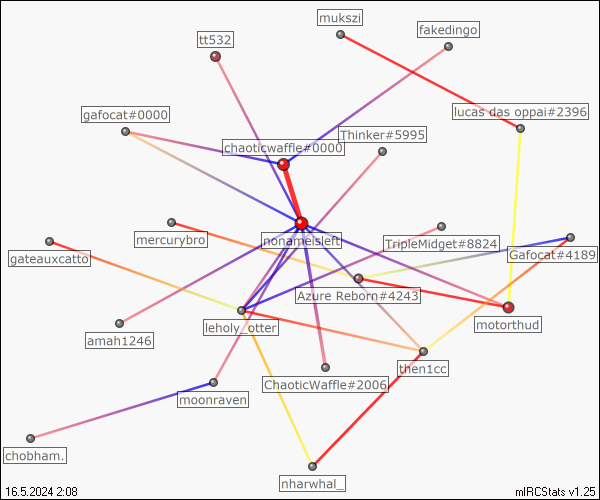 mukszi
fakedingo
tt532
gafocat#0000
lucas das oppai#2396
Thinker#5995
chaoticwaffle#0000
mercurybro
nonameisleft
TripleMidget#8824
Gafocat#4189
gateauxcatto
Azure Reborn#4243
leholy_otter
motorthud
amah1246
then1cc
ChaoticWaffle#2006
moonraven
chobham.
nharwhal_
16.5.2024 2:08
mIRCStats v1.25